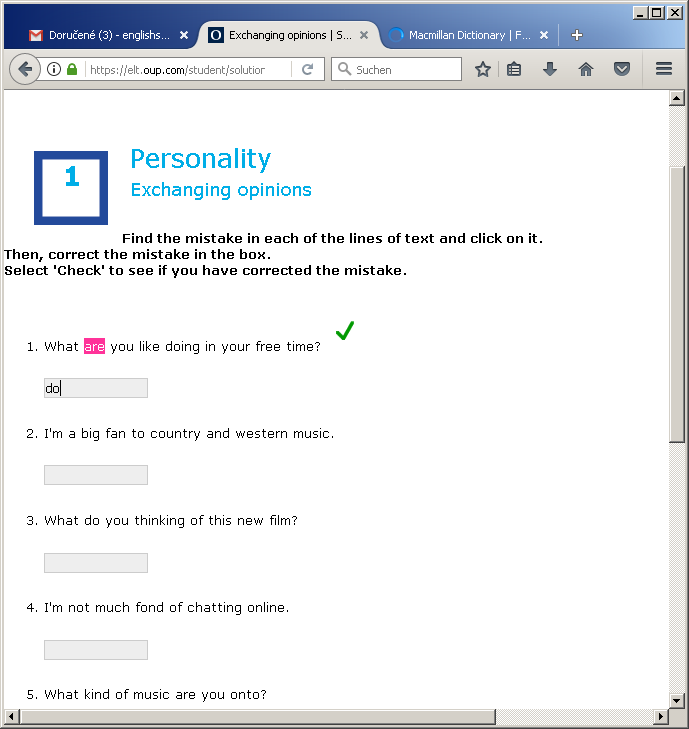 Doručené (3) - englishs...
Exchanging opinions | S...
Macmillan Dictionary | F...
https://elt.oup.com/student/solutior
Suchen
1
Personality
Exchanging opinions
Find the mistake in each of the lines of text and click on it.
Then, correct the mistake in the box.
Select 'Check' to see if you have corrected the mistake.
1. What are you like doing in your free time?
do
2. I'm a big fan to country and western music.
3. What do you thinking of this new film?
4. I'm not much fond of chatting online.
5. What kind of music are you onto?